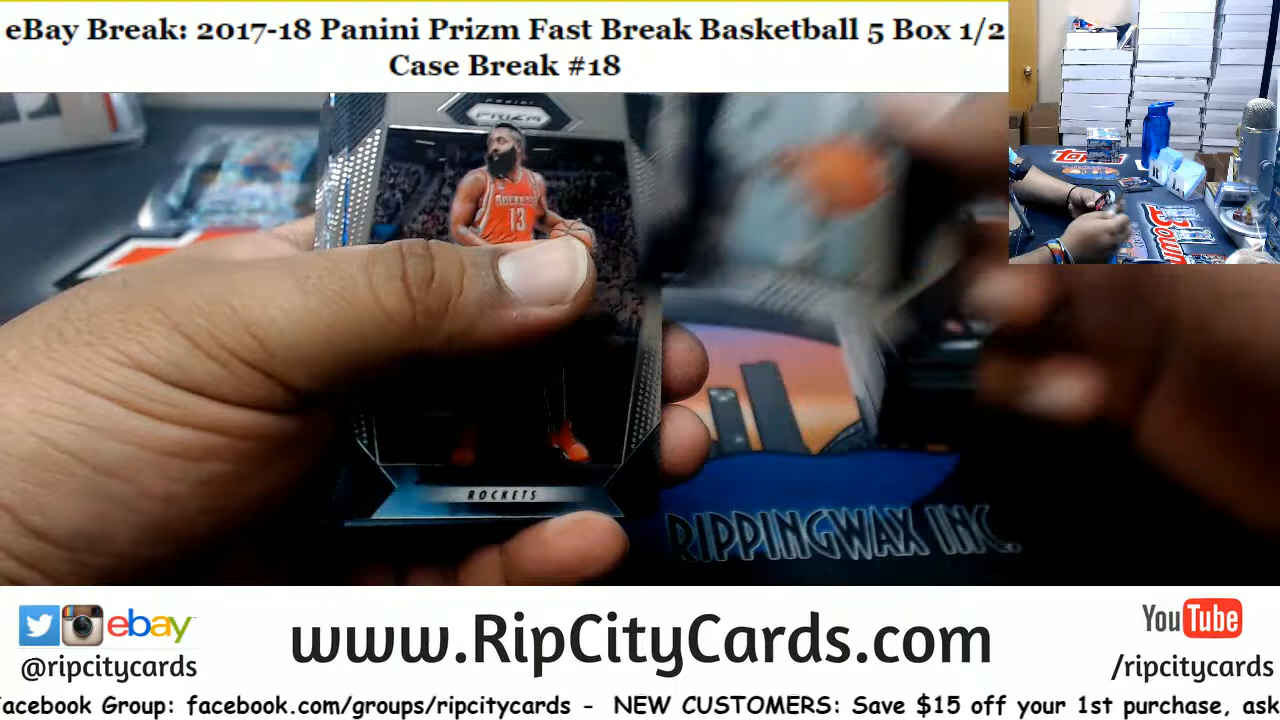 eBay Break: 2017-18 Panini Prizm Fast Break Basketball 5 Box 1/2
Case Break #18
PANINI
PRIZM
ROCKETS
13
ROCKETS
RIPPINGWAX INC.
ebay
@ripcitycards
www.RipCityCards.com
YouTube
/ripcitycards
acebook Group: facebook.com/groups/ripcitycards - NEW CUSTOMERS: Save $15 off your 1st purchase, ask